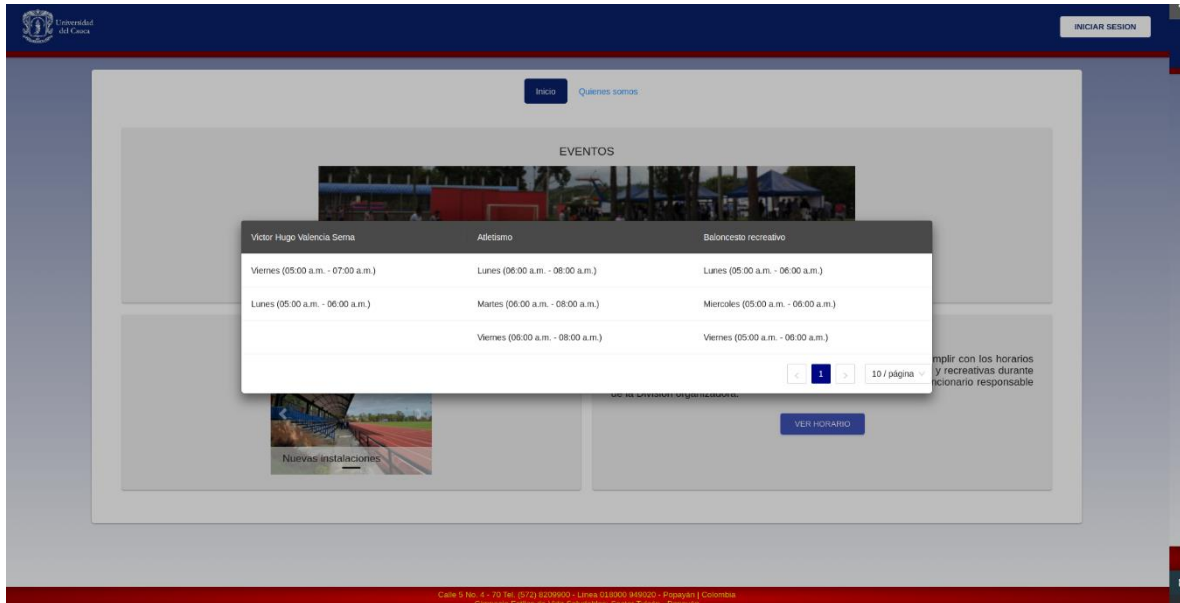 Universidad
del Cauca
INICIAR SESION
Inicio
Quienes somos
EVENTOS
Victor Hugo Valencia Serna
Atletismo
Baloncesto recreativo
Viernes (05:00 a.m. - 07:00 a.m.)
Lunes (06:00 a.m. - 08:00 a.m.)
Lunes (05:00 a.m. - 06:00 a.m.)
Lunes (05:00 a.m. - 06:00 a.m.)
Martes (06:00 a.m. - 08:00 a.m.)
Miercoles (05:00 a.m. - 06:00 a.m.)
Viernes (06:00 a.m. - 08:00 a.m.)
Viernes (05:00 a.m. - 06:00 a.m.)
< 1 > 10 / página
mplir con los horarios
y recreativas durante
ncionario responsable
de la División organizadora.
VER HORARIO
Nuevas instalaciones
Calle 5 No. 4 - 70 Tel. (572) 8209900 - Linea 018000 949020 - Popayán | Colombia